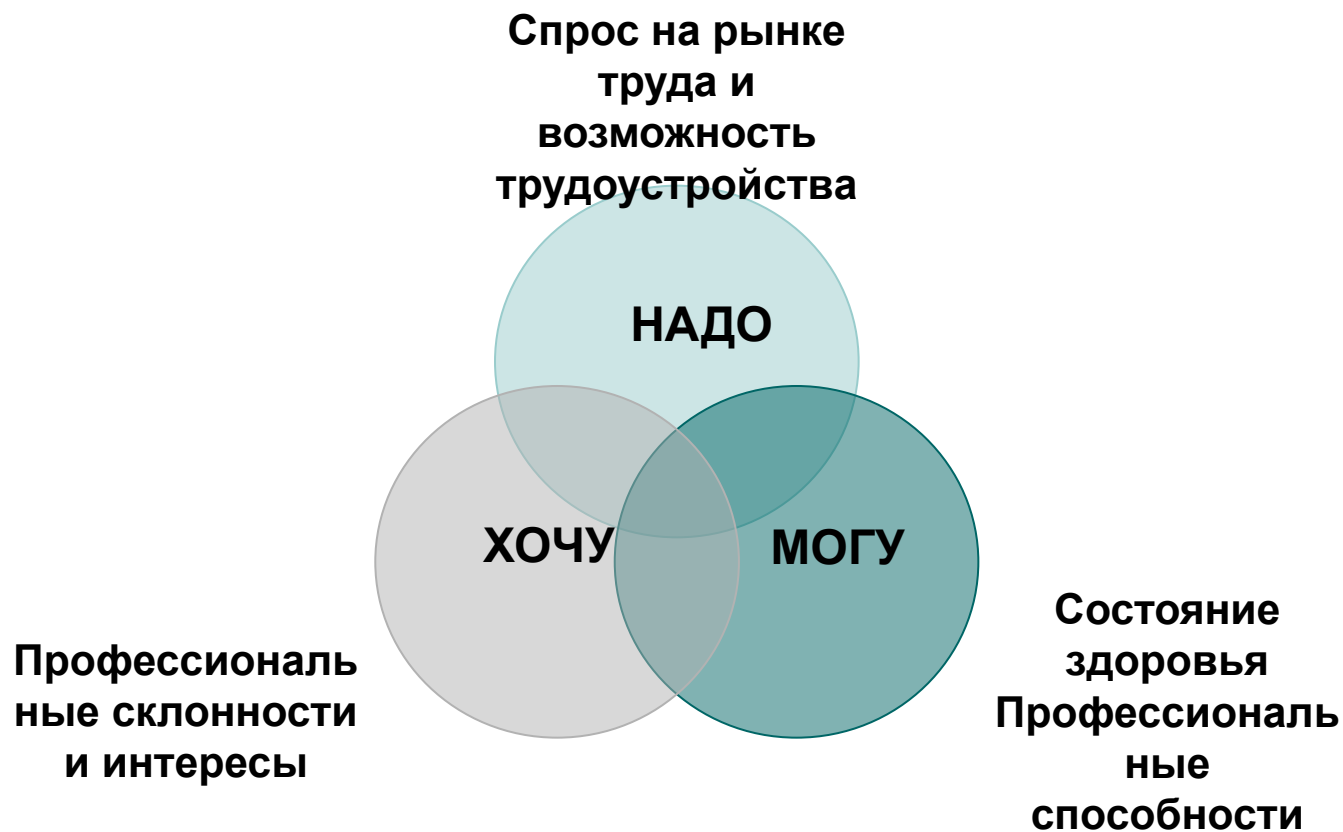 Спрос на рынке
труда и
возможность
трудоустройства
НАДО
ХОЧУ
МОГУ
Профессиональ
ные склонности
и интересы
Состояние
здоровья
Профессиональ
ные
способности